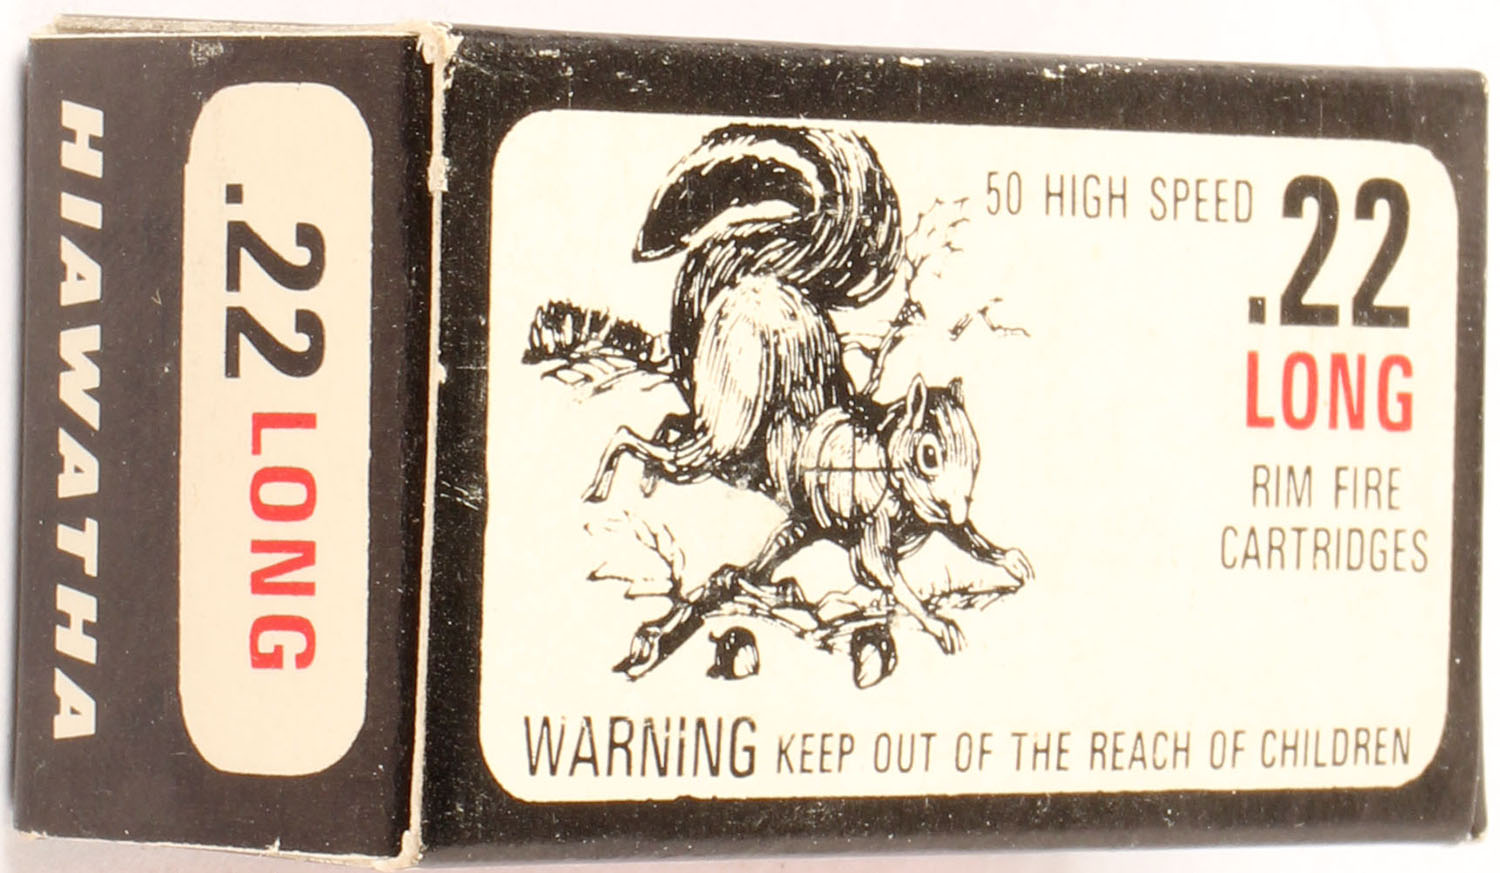 HIAWATHA
.22 LONG
50 HIGH SPEED .22
LONG
RIM FIRE
CARTRIDGES
WARNING KEEP OUT OF THE REACH OF CHILDREN